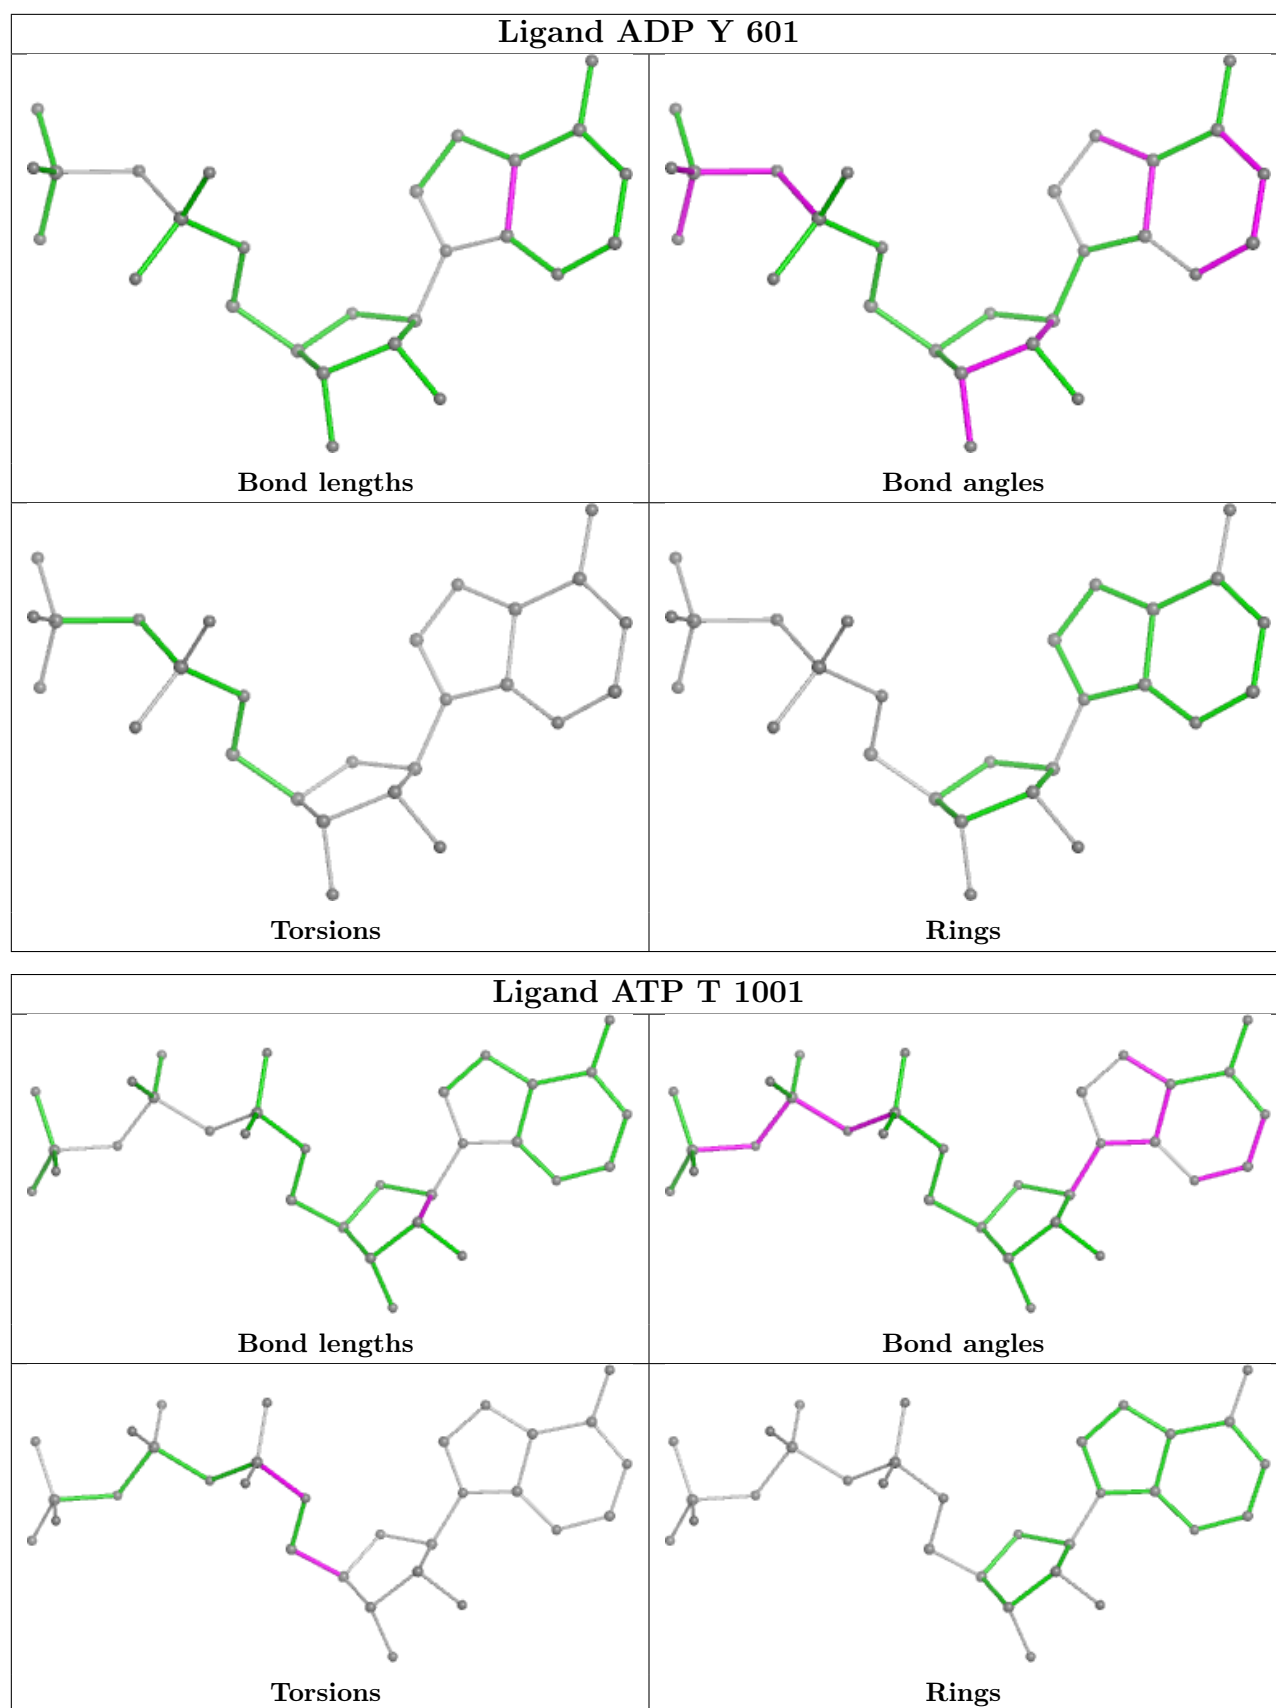 Ligand ADP Y 601
Bond lengths
Bond angles
Torsions
Rings
Ligand ATP T 1001
Bond lengths
Bond angles
Torsions
Rings